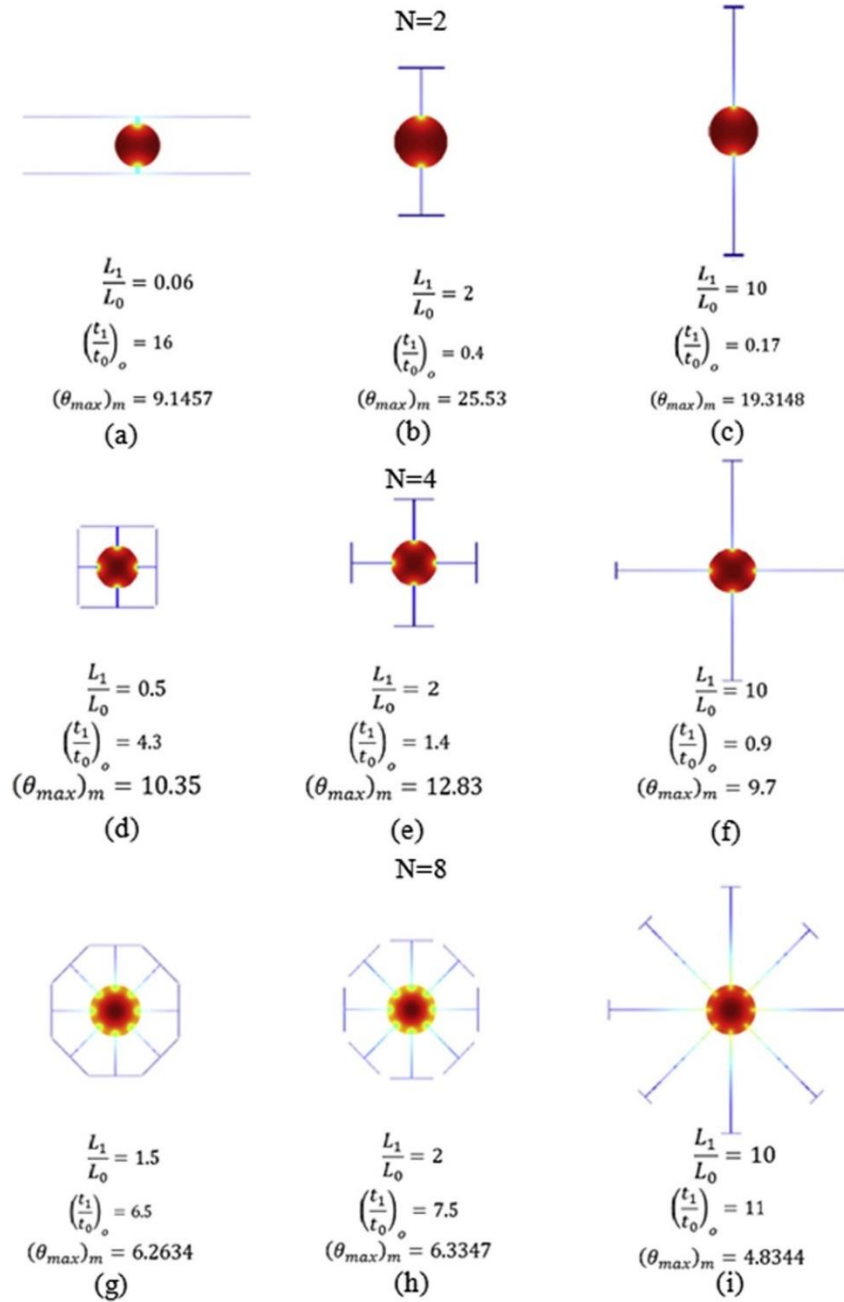 N=2
L₁/L₀ = 0.06
(t₁/t₀)ₒ = 16
(θₘₐₓ)ₘ = 9.1457
(a)
L₁/L₀ = 2
(t₁/t₀)ₒ = 0.4
(θₘₐₓ)ₘ = 25.53
(b)
L₁/L₀ = 10
(t₁/t₀)ₒ = 0.17
(θₘₐₓ)ₘ = 19.3148
(c)
N=4
L₁/L₀ = 0.5
(t₁/t₀)ₒ = 4.3
(θₘₐₓ)ₘ = 10.35
(d)
L₁/L₀ = 2
(t₁/t₀)ₒ = 1.4
(θₘₐₓ)ₘ = 12.83
(e)
L₁/L₀ = 10
(t₁/t₀)ₒ = 0.9
(θₘₐₓ)ₘ = 9.7
(f)
N=8
L₁/L₀ = 1.5
(t₁/t₀)ₒ = 6.5
(θₘₐₓ)ₘ = 6.2634
(g)
L₁/L₀ = 2
(t₁/t₀)ₒ = 7.5
(θₘₐₓ)ₘ = 6.3347
(h)
L₁/L₀ = 10
(t₁/t₀)ₒ = 11
(θₘₐₓ)ₘ = 4.8344
(i)